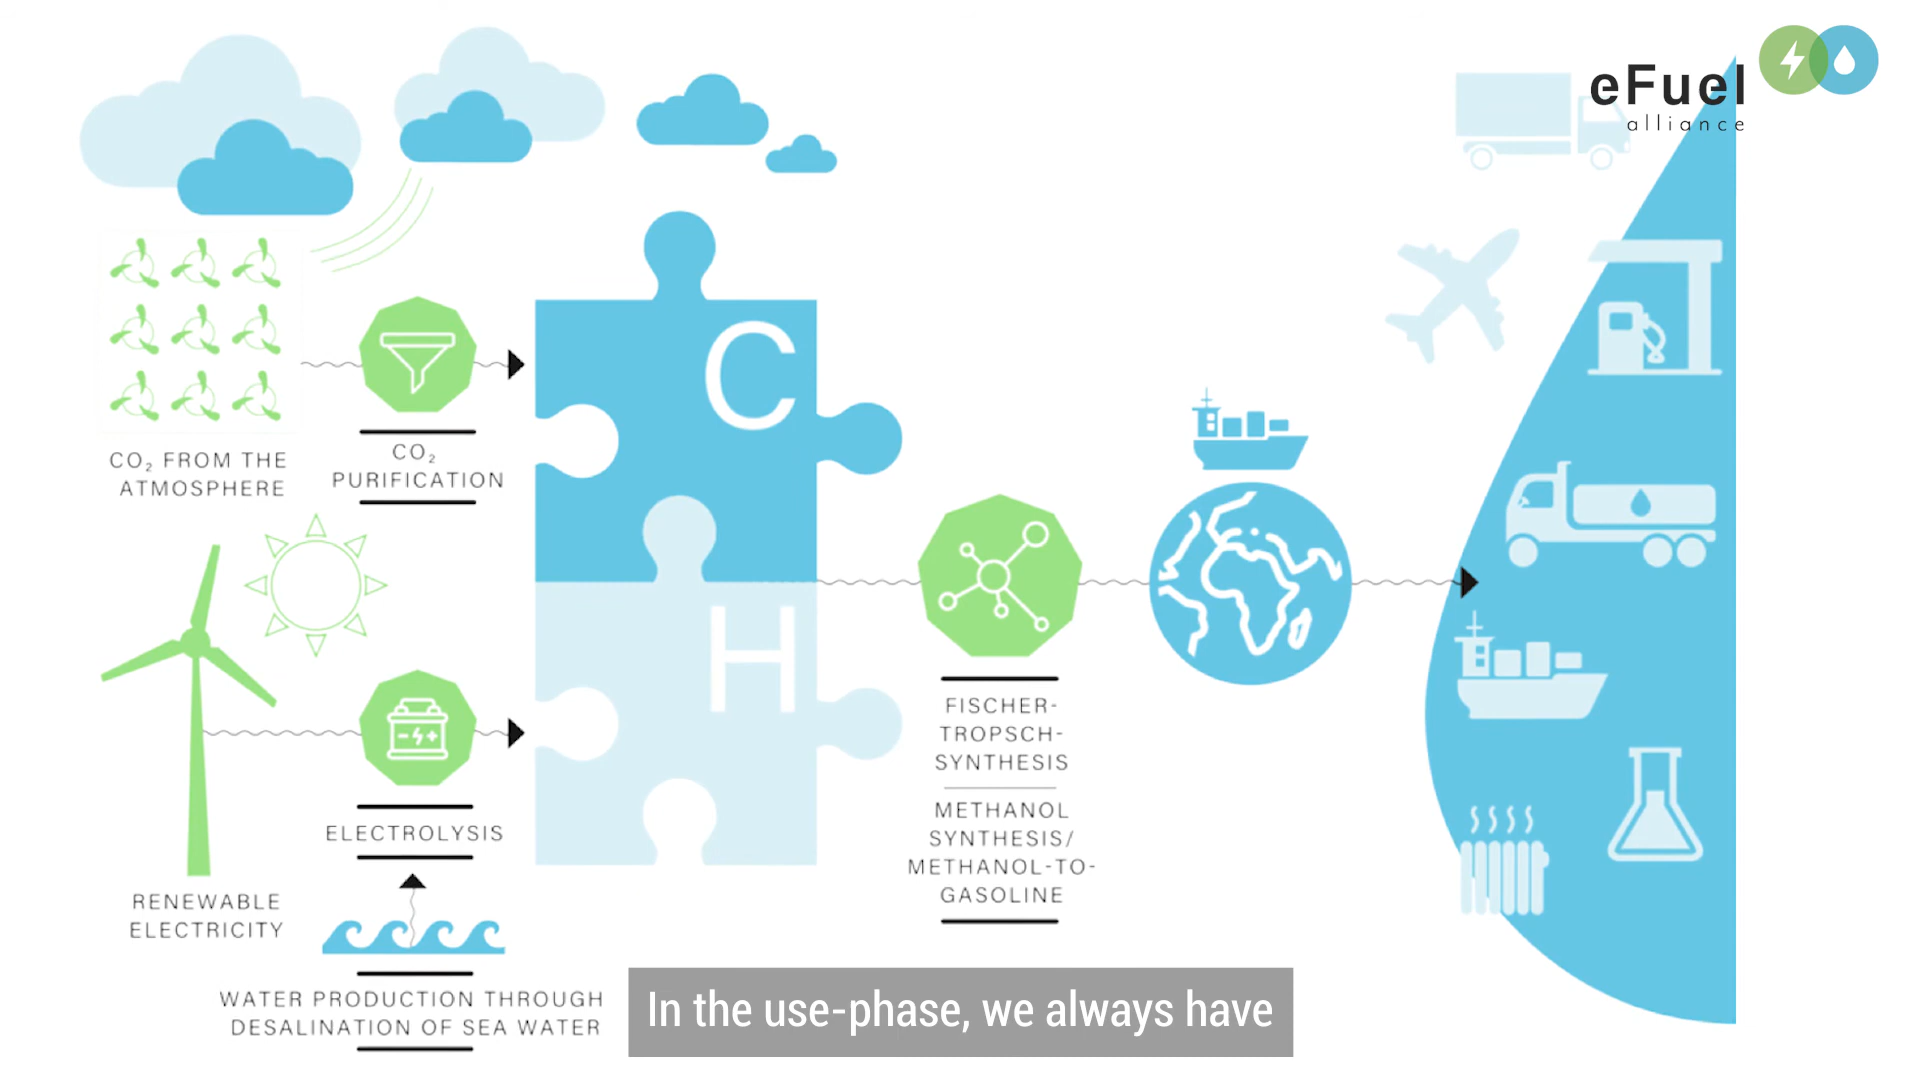 eFuel
alliance
C
CO₂ FROM THE
ATMOSPHERE
CO₂
PURIFICATION
H
FISCHER-
TROPSCH-
SYNTHESIS
METHANOL
SYNTHESIS/
METHANOL-TO-
GASOLINE
ELECTROLYSIS
RENEWABLE
ELECTRICITY
WATER PRODUCTION THROUGH
DESALINATION OF SEA WATER
In the use-phase, we always have